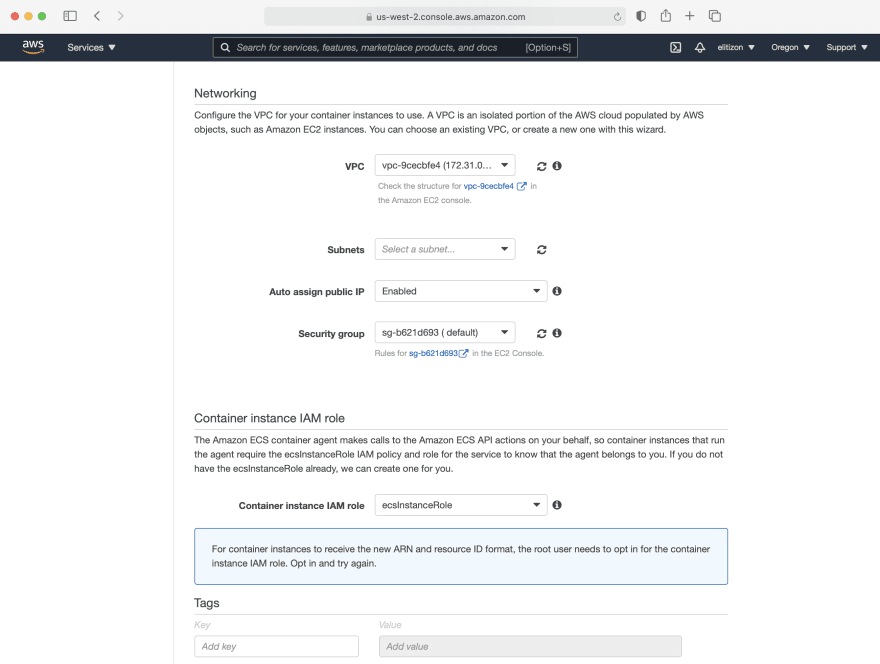 us-west-2.console.aws.amazon.com
aws Services ▼ Search for services, features, marketplace products, and docs [Option+S] elitizon ▼ Oregon ▼ Support ▼
Networking
Configure the VPC for your container instances to use. A VPC is an isolated portion of the AWS cloud populated by AWS
objects, such as Amazon EC2 instances. You can choose an existing VPC, or create a new one with this wizard.
VPC vpc-9cecbfe4 (172.31.0...
Check the structure for vpc-9cecbfe4 in
the Amazon EC2 console.
Subnets Select a subnet...
Auto assign public IP Enabled
Security group sg-b621d693 ( default)
Rules for sg-b621d693 in the EC2 Console.
Container instance IAM role
The Amazon ECS container agent makes calls to the Amazon ECS API actions on your behalf, so container instances that run
the agent require the ecsInstanceRole IAM policy and role for the service to know that the agent belongs to you. If you do not
have the ecsInstanceRole already, we can create one for you.
Container instance IAM role ecsInstanceRole
For container instances to receive the new ARN and resource ID format, the root user needs to opt in for the container
instance IAM role. Opt in and try again.
Tags
Key Value
Add key Add value